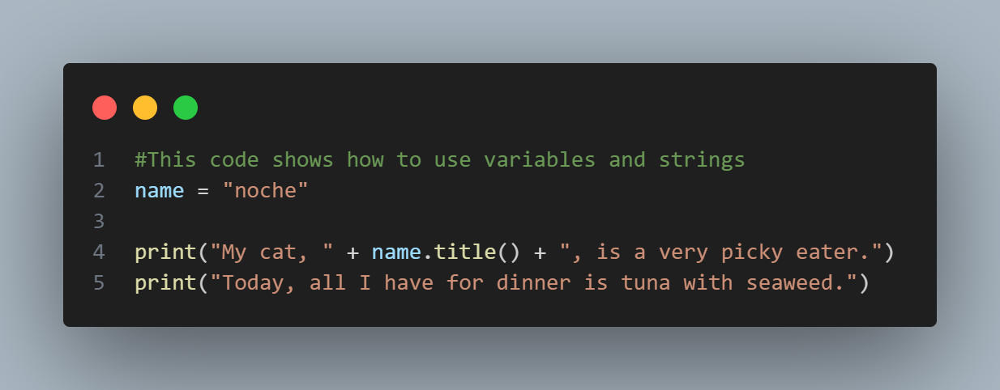 1 #This code shows how to use variables and strings
2 name = "noche"
3
4 print("My cat, " + name.title() + ", is a very picky eater.")
5 print("Today, all I have for dinner is tuna with seaweed.")